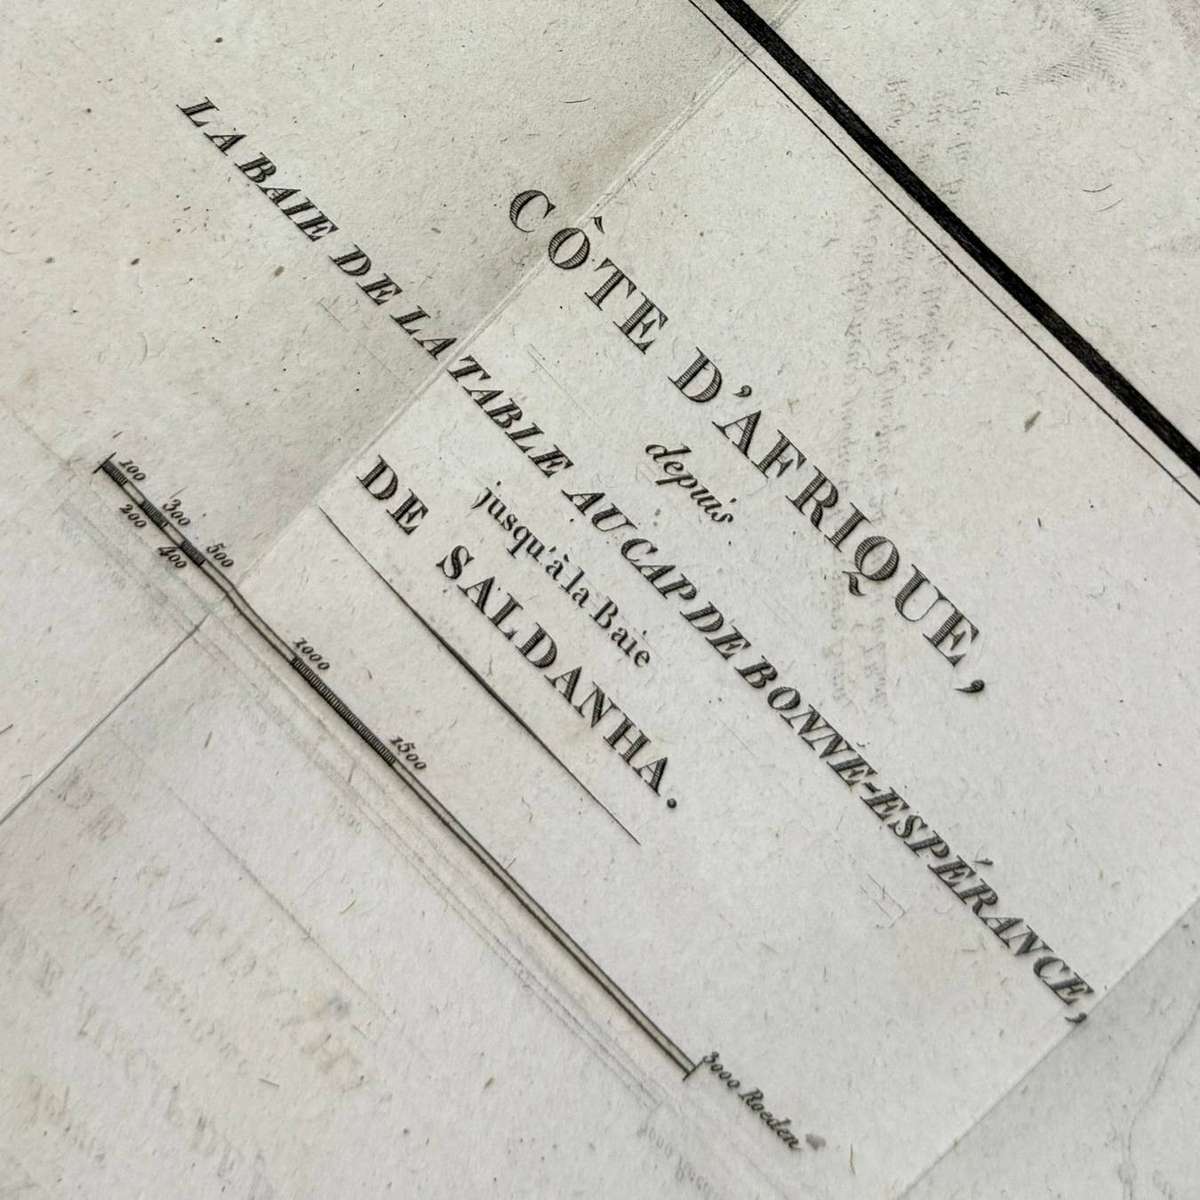 CÔTE D'AFRIQUE,
depuis
LA BAIE DE LA TABLE AU CAP DE BONNE-ESPÉRANCE,
jusqu'à la Baie
DE SALDANHA.
100 300 500 1000 1500 3000 Roeden
200 400